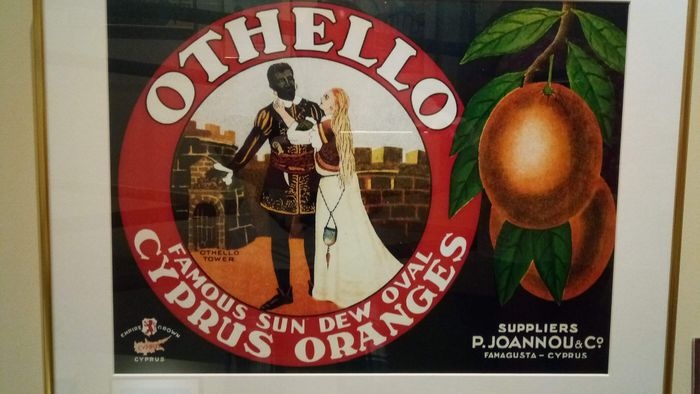 OTHELLO
OTHELLO
TOWER
FAMOUS SUN DEW OVAL
CYPRUS ORANGES
EMPIRE GROWN
CYPRUS
SUPPLIERS
P. JOANNOU & Cº
FAMAGUSTA - CYPRUS